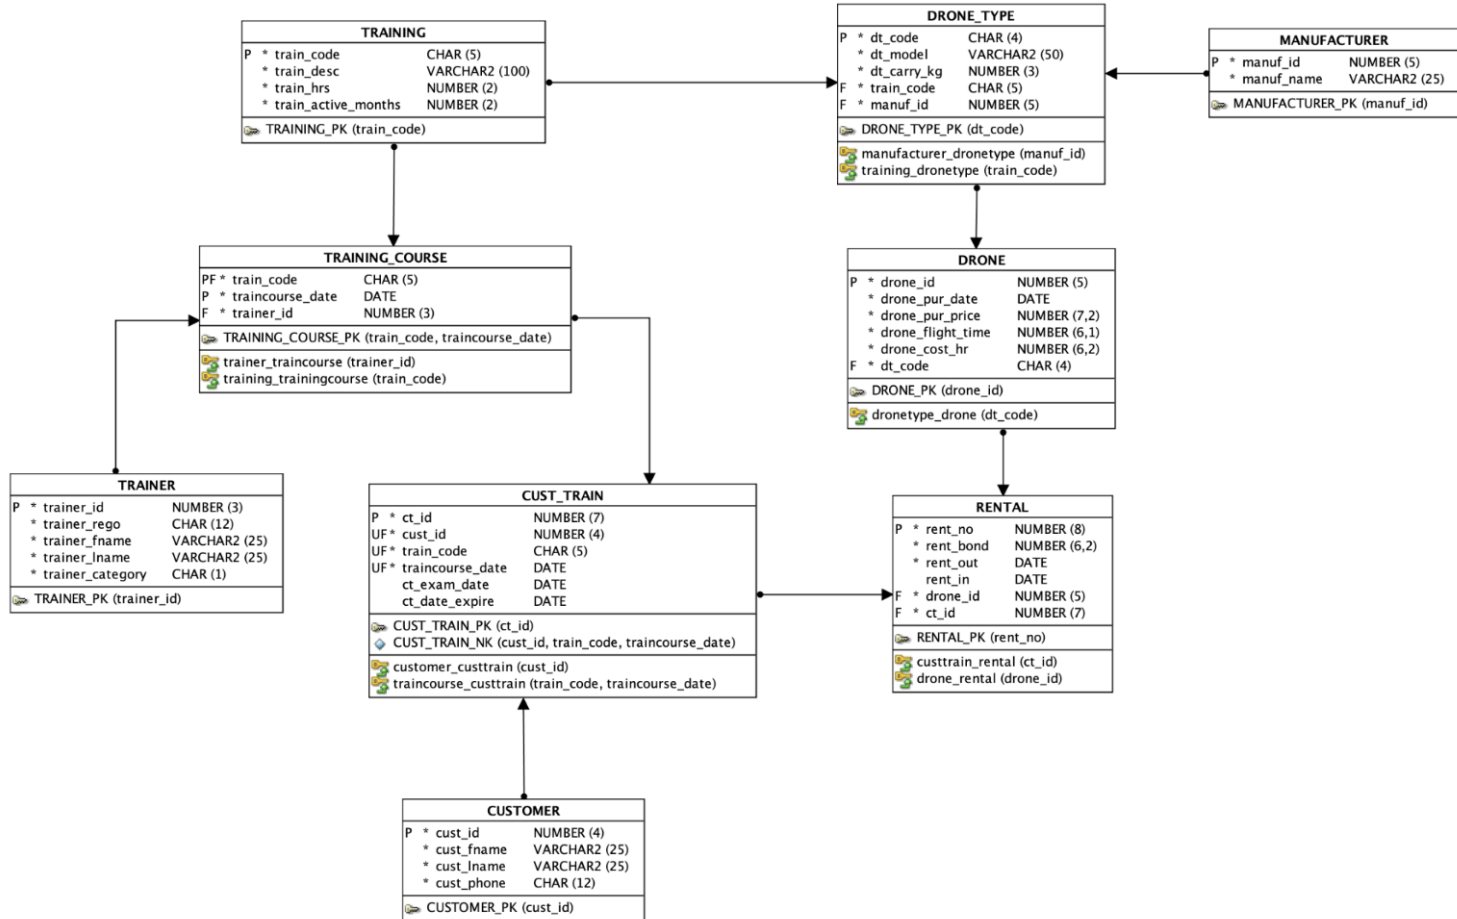 TRAINING
P * train_code CHAR (5)
* train_desc VARCHAR2 (100)
* train_hrs NUMBER (2)
* train_active_months NUMBER (2)
TRAINING_PK (train_code)
DRONE_TYPE
P * dt_code CHAR (4)
* dt_model VARCHAR2 (50)
* dt_carry_kg NUMBER (3)
F * train_code CHAR (5)
F * manuf_id NUMBER (5)
DRONE_TYPE_PK (dt_code)
manufacturer_dronetype (manuf_id)
training_dronetype (train_code)
MANUFACTURER
P * manuf_id NUMBER (5)
* manuf_name VARCHAR2 (25)
MANUFACTURER_PK (manuf_id)
TRAINING_COURSE
PF * train_code CHAR (5)
P * traincourse_date DATE
F * trainer_id NUMBER (3)
TRAINING_COURSE_PK (train_code, traincourse_date)
trainer_traincourse (trainer_id)
training_trainingcourse (train_code)
DRONE
P * drone_id NUMBER (5)
* drone_pur_date DATE
* drone_pur_price NUMBER (7,2)
* drone_flight_time NUMBER (6,1)
* drone_cost_hr NUMBER (6,2)
F * dt_code CHAR (4)
DRONE_PK (drone_id)
dronetype_drone (dt_code)
TRAINER
P * trainer_id NUMBER (3)
* trainer_rego CHAR (12)
* trainer_fname VARCHAR2 (25)
* trainer_lname VARCHAR2 (25)
* trainer_category CHAR (1)
TRAINER_PK (trainer_id)
CUST_TRAIN
P * ct_id NUMBER (7)
UF * cust_id NUMBER (4)
UF * train_code CHAR (5)
UF * traincourse_date DATE
ct_exam_date DATE
ct_date_expire DATE
CUST_TRAIN_PK (ct_id)
CUST_TRAIN_NK (cust_id, train_code, traincourse_date)
customer_custtrain (cust_id)
traincourse_custtrain (train_code, traincourse_date)
RENTAL
P * rent_no NUMBER (8)
* rent_bond NUMBER (6,2)
* rent_out DATE
rent_in DATE
F * drone_id NUMBER (5)
F * ct_id NUMBER (7)
RENTAL_PK (rent_no)
custtrain_rental (ct_id)
drone_rental (drone_id)
CUSTOMER
P * cust_id NUMBER (4)
* cust_fname VARCHAR2 (25)
* cust_lname VARCHAR2 (25)
* cust_phone CHAR (12)
CUSTOMER_PK (cust_id)